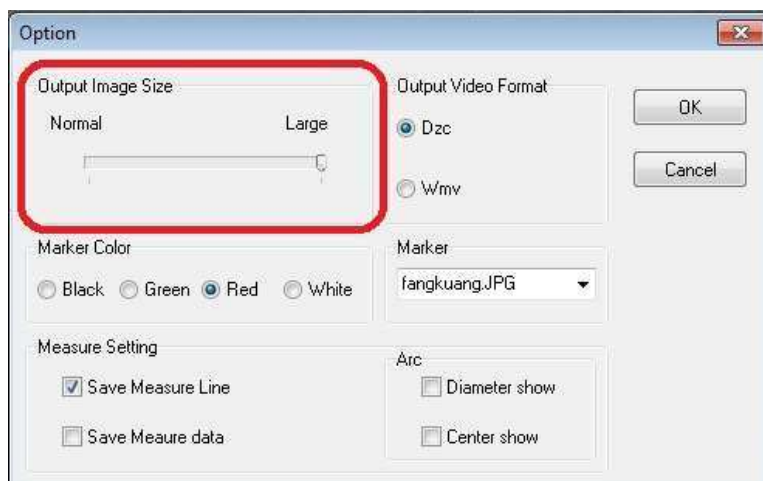 Option
Output Image Size
Normal Large
Output Video Format
Dzc
Wmv
OK
Cancel
Marker Color
Black Green Red White
Marker
fangkuang.JPG
Measure Setting
Save Measure Line
Save Meaure data
Arc
Diameter show
Center show